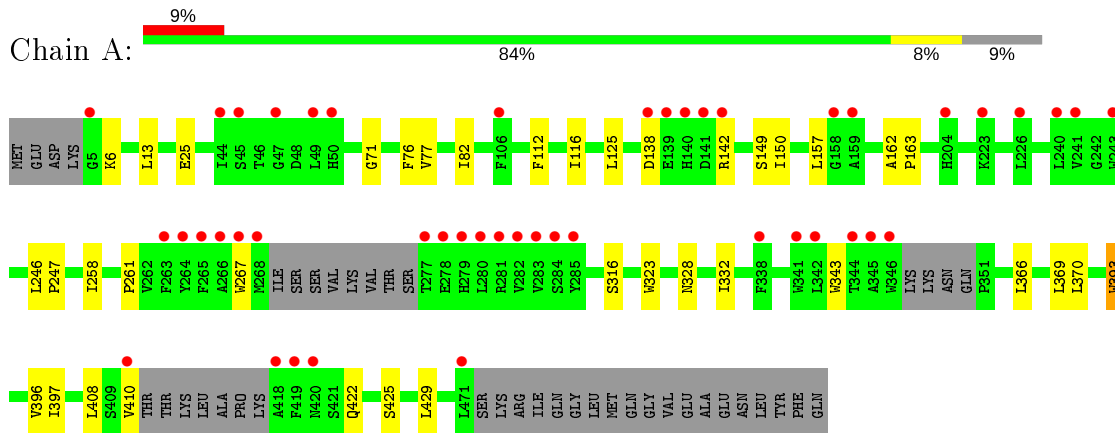 9%
Chain A:
84% 8% 9%
MET GLU ASP LYS G5 K6 L13 E25 I44 S45 T46 G47 D48 L49 H50 G71 F76 V77 I82 F106 F112 I116 L125 D138 E139 H140 D141 R142 S149 I150 L157 G158 A159 A162 P163 H204 K223 L226 L240 V241 G242 W243
L246 P247 I258 P261 V262 F263 Y264 F265 A266 W267 M268 ILE SER SER VAL LYS VAL THR SER T277 E278 H279 L280 R281 V282 V283 S284 Y285 S316 W323 N328 I332 F338 W341 L342 W343 T344 A345 W346 LYS LYS ASN GLN P351 L366 L369 L370 W393
V396 I397 L408 S409 V410 THR THR LYS LEU ALA PRO LYS A418 F419 N420 S421 Q422 S425 L429 L471 SER LYS ARG ILE GLN GLY LEU MET GLN GLY VAL GLU ALA GLU ASN LEU TYR PHE GLN